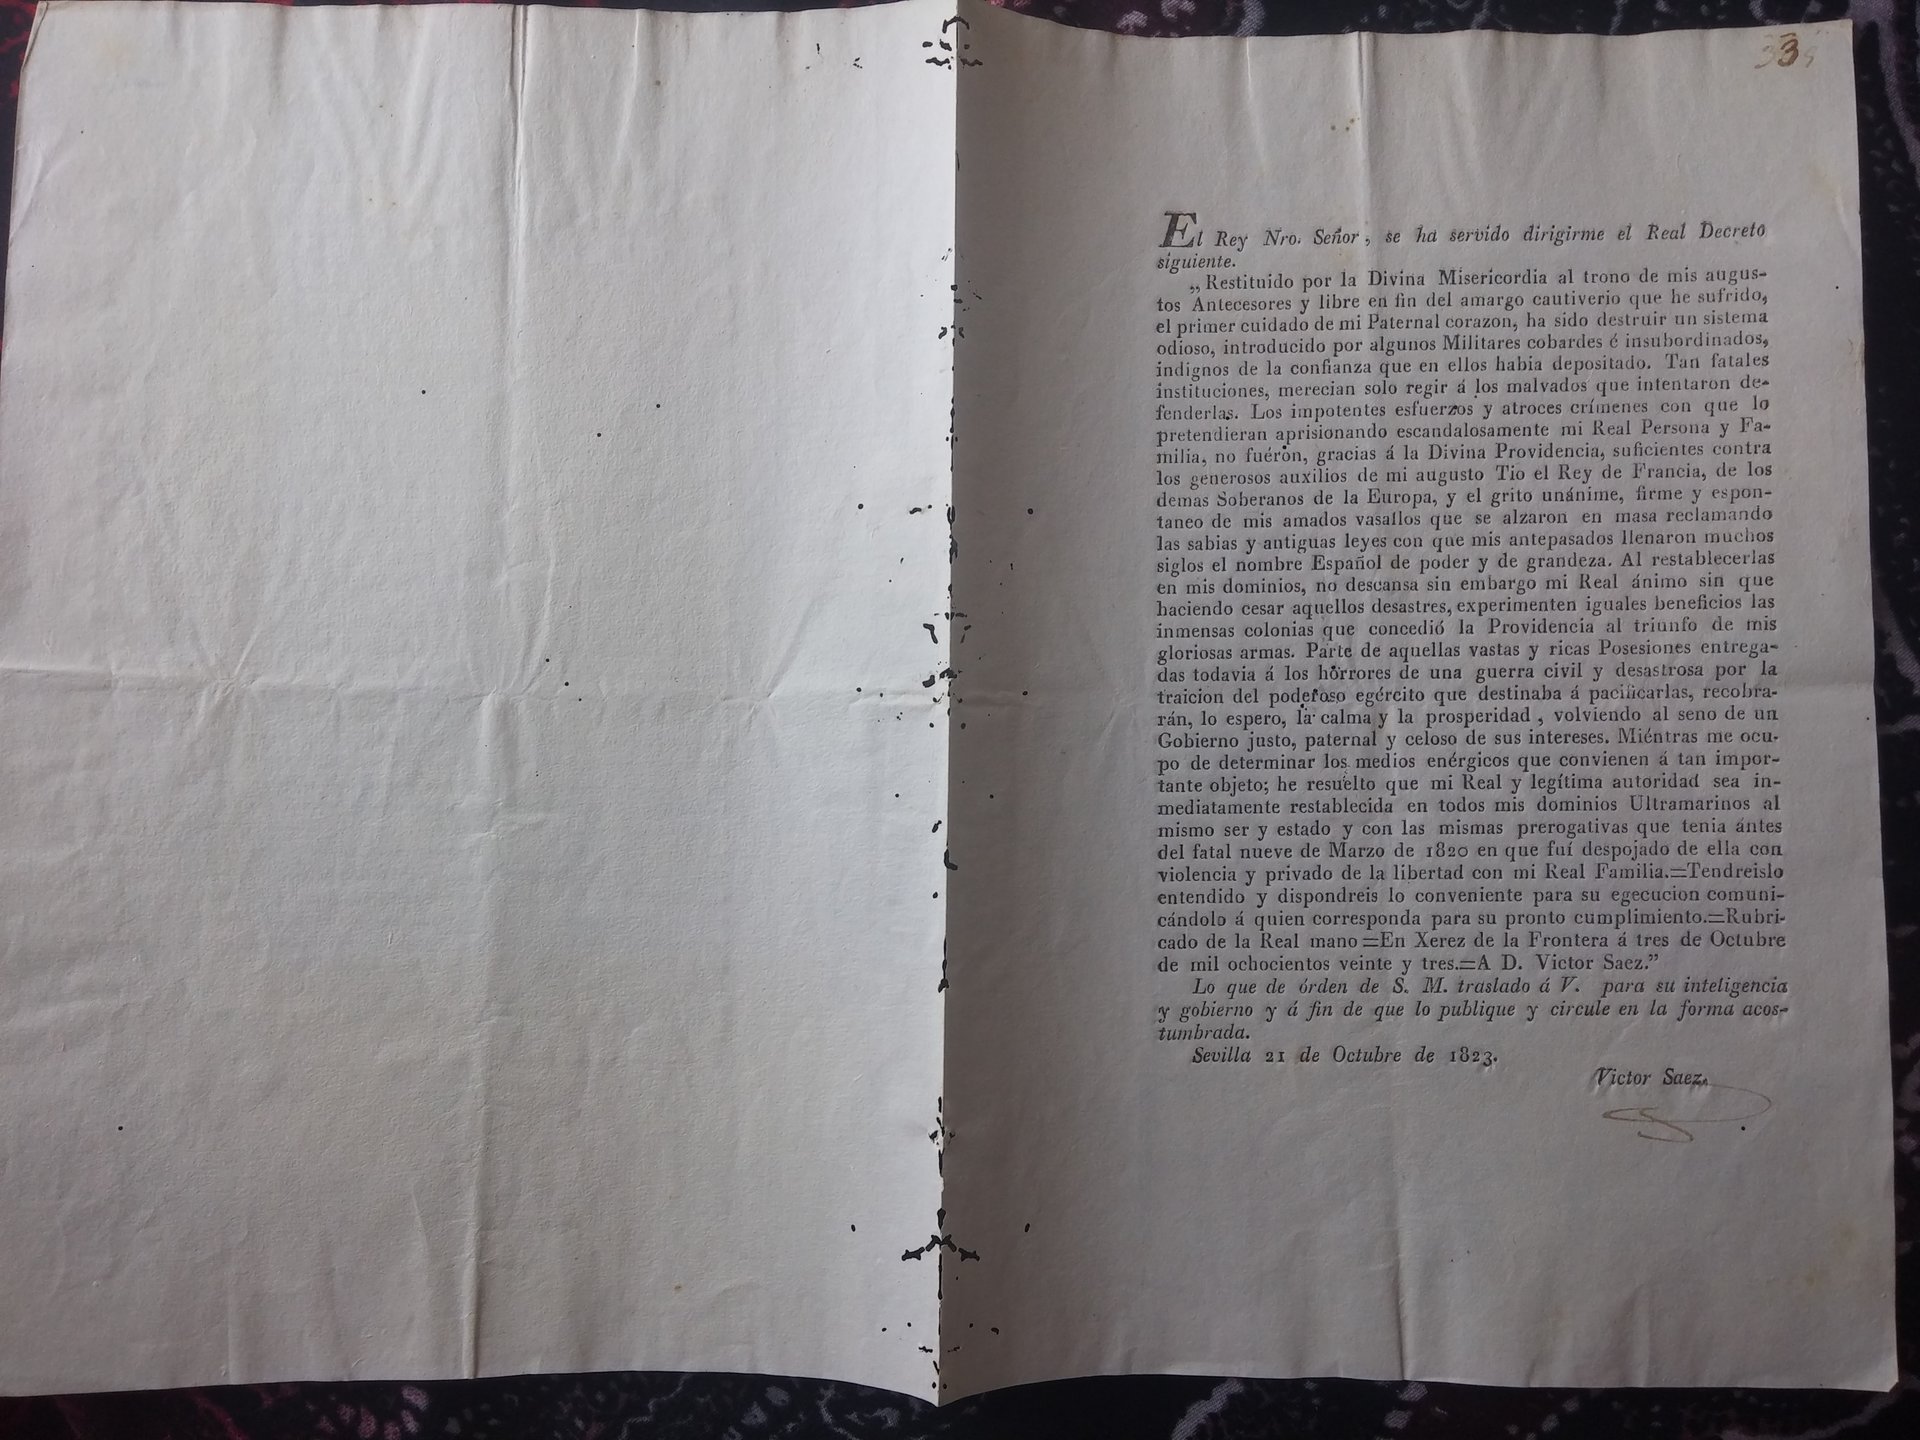 El Rey Nro. Señor, se ha servido dirigirme el Real Decreto
siguiente.
„Restituido por la Divina Misericordia al trono de mis augus-
tos Antecesores y libre en fin del amargo cautiverio que he sufrido,
el primer cuidado de mi Paternal corazon, ha sido destruir un sistema
odioso, introducido por algunos Militares cobardes é insubordinados,
indignos de la confianza que en ellos habia depositado. Tan fatales
instituciones, merecian solo regir á los malvados que intentaron de-
fenderlas. Los impotentes esfuerzos y atroces crímenes con que lo
pretendieran aprisionando escandalosamente mi Real Persona y Fa-
milia, no fuéron, gracias á la Divina Providencia, suficientes contra
los generosos auxilios de mi augusto Tio el Rey de Francia, de los
demas Soberanos de la Europa, y el grito unánime, firme y espon-
taneo de mis amados vasallos que se alzaron en masa reclamando
las sabias y antiguas leyes con que mis antepasados llenaron muchos
siglos el nombre Español de poder y de grandeza. Al restablecerlas
en mis dominios, no descansa sin embargo mi Real ánimo sin que
haciendo cesar aquellos desastres, experimenten iguales beneficios las
inmensas colonias que concedió la Providencia al triunfo de mis
gloriosas armas. Parte de aquellas vastas y ricas Posesiones entrega-
das todavia á los horrores de una guerra civil y desastrosa por la
traicion del poderoso egército que destinaba á pacificarlas, recobra-
rán, lo espero, la calma y la prosperidad, volviendo al seno de un
Gobierno justo, paternal y celoso de sus intereses. Miéntras me ocu-
po de determinar los medios enérgicos que convienen á tan impor-
tante objeto; he resuelto que mi Real y legítima autoridad sea in-
mediatamente restablecida en todos mis dominios Ultramarinos al
mismo ser y estado y con las mismas prerogativas que tenia ántes
del fatal nueve de Marzo de 1820 en que fuí despojado de ella con
violencia y privado de la libertad con mi Real Familia.=Tendreislo
entendido y dispondreis lo conveniente para su egecucion comuni-
cándolo á quien corresponda para su pronto cumplimiento.=Rubri-
cado de la Real mano=En Xerez de la Frontera á tres de Octubre
de mil ochocientos veinte y tres.=A D. Victor Saez.”
Lo que de órden de S. M. traslado á V. para su inteligencia
y gobierno y á fin de que lo publique y circule en la forma acos-
tumbrada.
Sevilla 21 de Octubre de 1823.
Victor Saez.